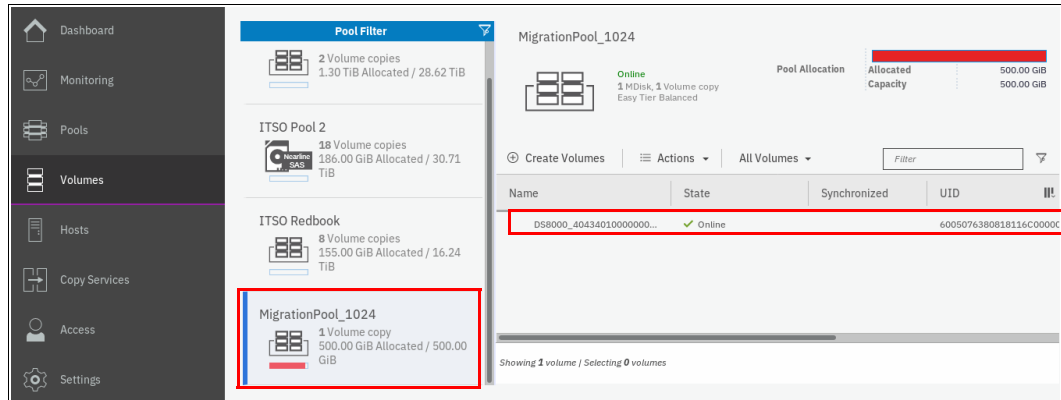 Dashboard
Monitoring
Pools
Volumes
Hosts
Copy Services
Access
Settings
Pool Filter
2 Volume copies
1.30 TiB Allocated / 28.62 TiB
ITSO Pool 2
Nearline
SAS
18 Volume copies
186.00 GiB Allocated / 30.71
TiB
ITSO Redbook
8 Volume copies
155.00 GiB Allocated / 16.24
TiB
MigrationPool_1024
1 Volume copy
500.00 GiB Allocated / 500.00
GiB
MigrationPool_1024
Online
1 MDisk, 1 Volume copy
Easy Tier Balanced
Pool Allocation
Allocated 500.00 GiB
Capacity 500.00 GiB
Create Volumes Actions All Volumes Filter
Name State Synchronized UID
DS8000_40434010000000... Online 6005076380818116C00000
Showing 1 volume / Selecting 0 volumes